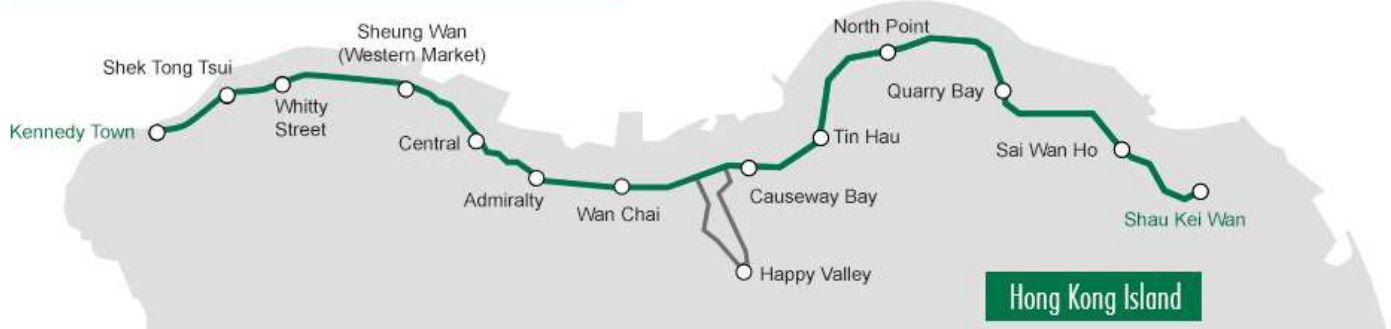 Kennedy Town
Shek Tong Tsui
Whitty
Street
Sheung Wan
(Western Market)
Central
Admiralty
Wan Chai
Causeway Bay
Happy Valley
Tin Hau
North Point
Quarry Bay
Sai Wan Ho
Shau Kei Wan
Hong Kong Island